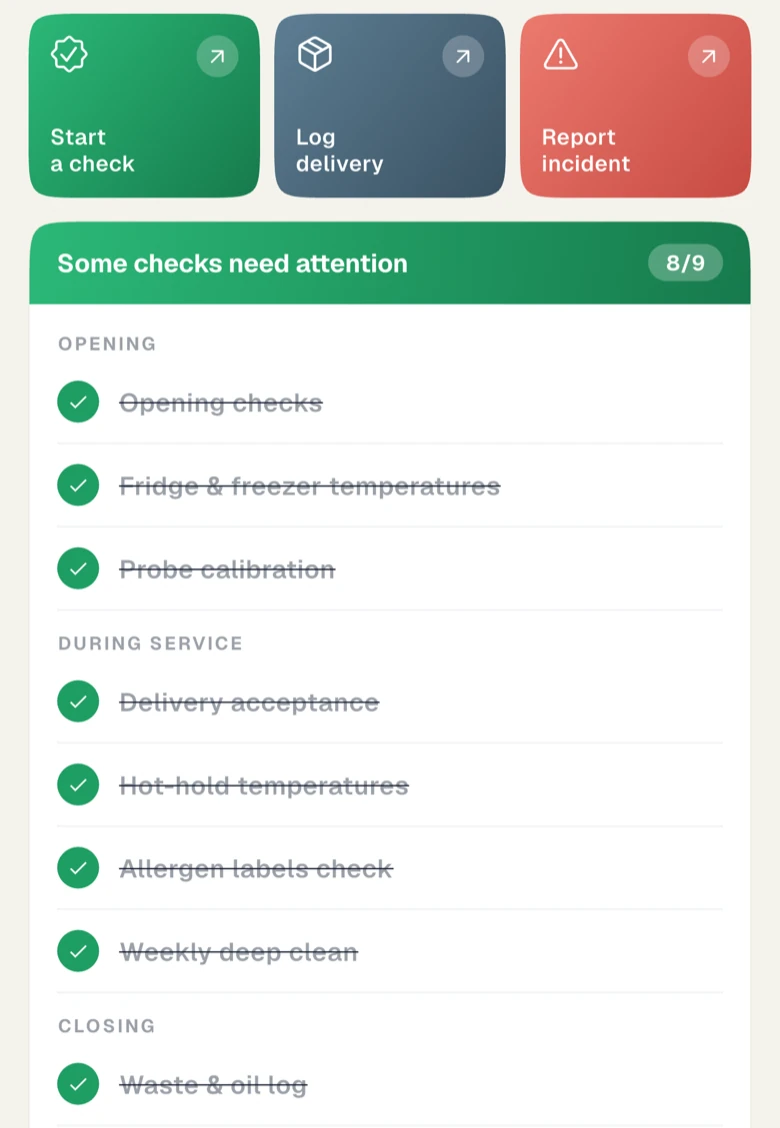 Start
a check
Log
delivery
Report
incident
Some checks need attention
8/9
OPENING
Opening checks
Fridge & freezer temperatures
Probe calibration
DURING SERVICE
Delivery acceptance
Hot-hold temperatures
Allergen labels check
Weekly deep clean
CLOSING
Waste & oil log